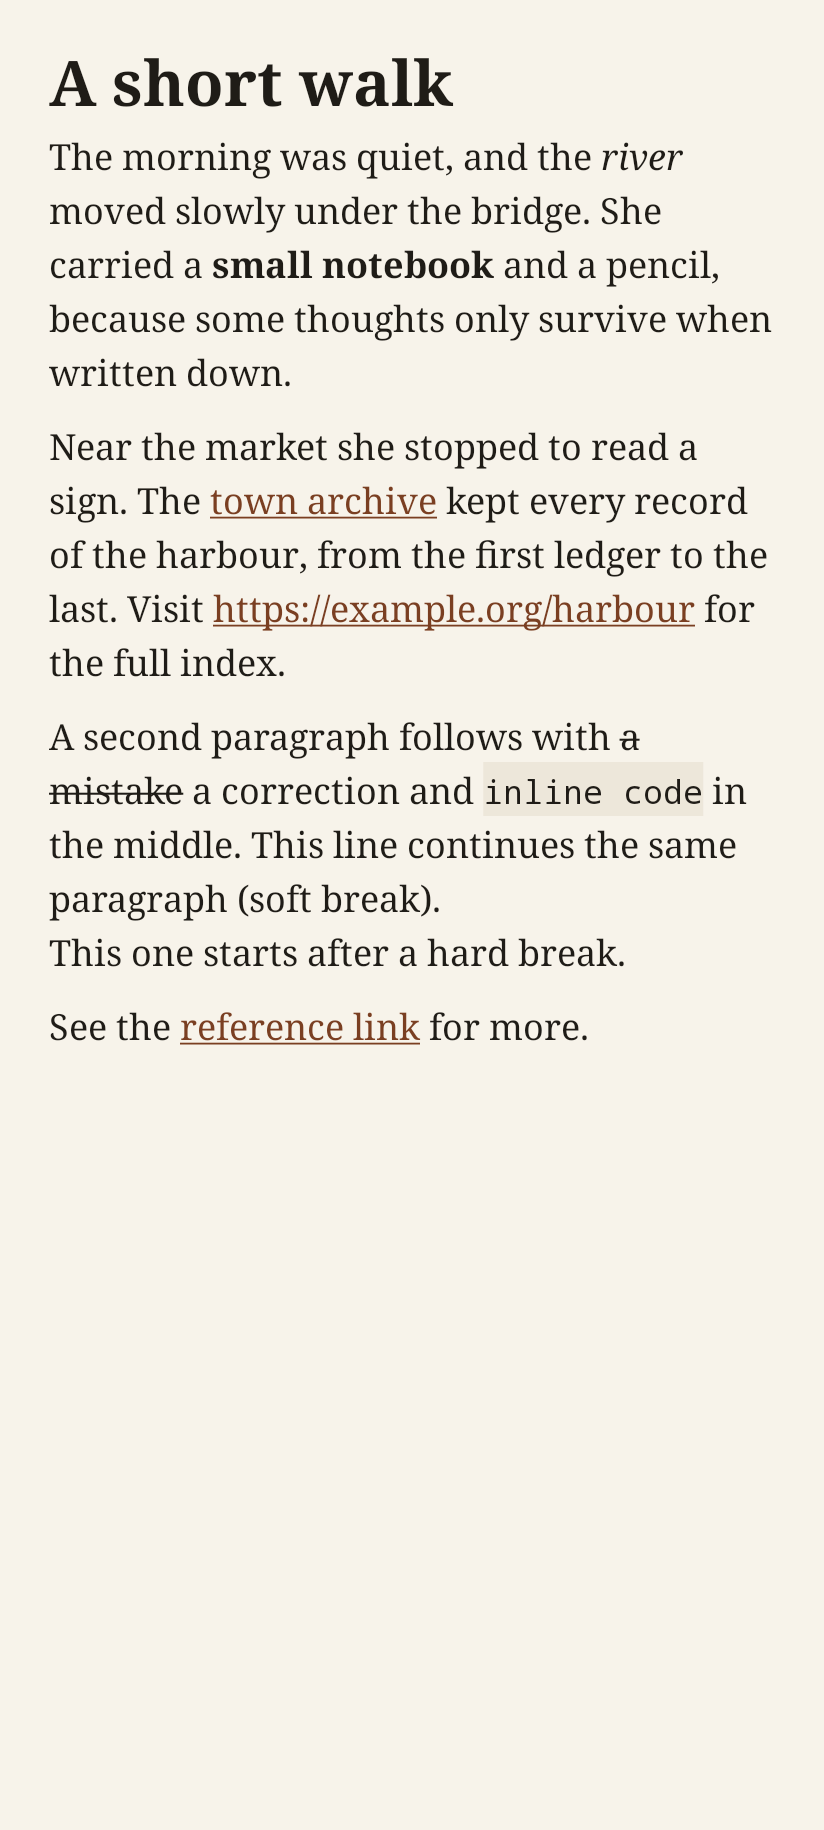 A short walk
The morning was quiet, and the river
moved slowly under the bridge. She
carried a small notebook and a pencil,
because some thoughts only survive when
written down.
Near the market she stopped to read a
sign. The town archive kept every record
of the harbour, from the first ledger to the
last. Visit https://example.org/harbour for
the full index.
A second paragraph follows with a
mistake a correction and inline code in
the middle. This line continues the same
paragraph (soft break).
This one starts after a hard break.
See the reference link for more.